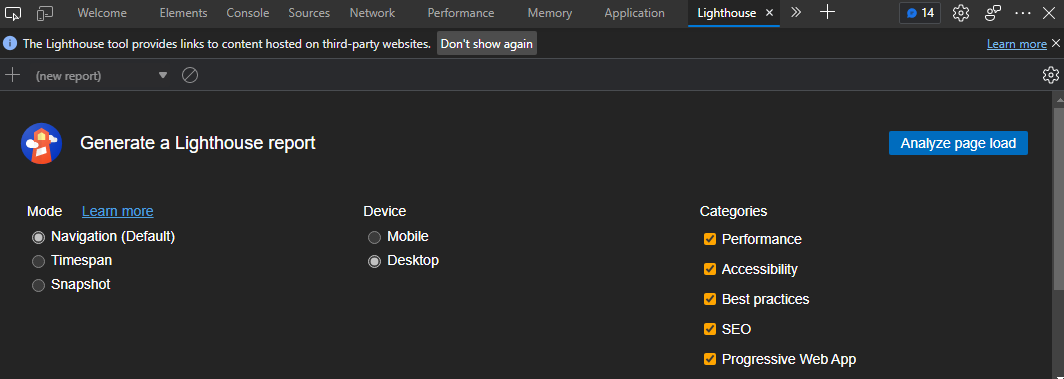 Welcome Elements Console Sources Network Performance Memory Application Lighthouse 14
The Lighthouse tool provides links to content hosted on third-party websites. Don't show again Learn more
(new report)
Generate a Lighthouse report Analyze page load
Mode Learn more Device Categories
Navigation (Default) Mobile Performance
Timespan Desktop Accessibility
Snapshot Best practices
SEO
Progressive Web App